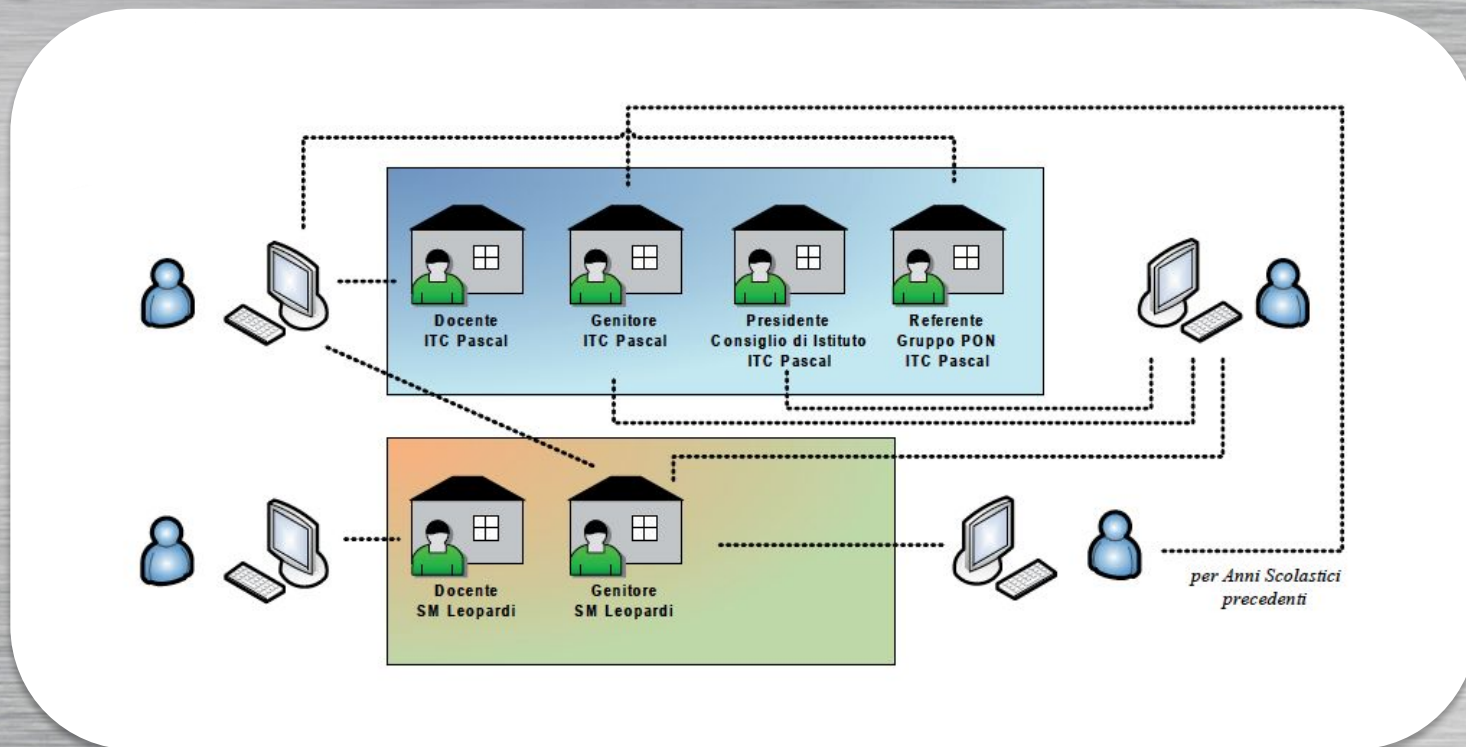 Docente
ITC Pascal
Genitore
ITC Pascal
Presidente
Consiglio di Istituto
ITC Pascal
Referente
Gruppo PON
ITC Pascal
Docente
SM Leopardi
Genitore
SM Leopardi
per Anni Scolastici
precedenti